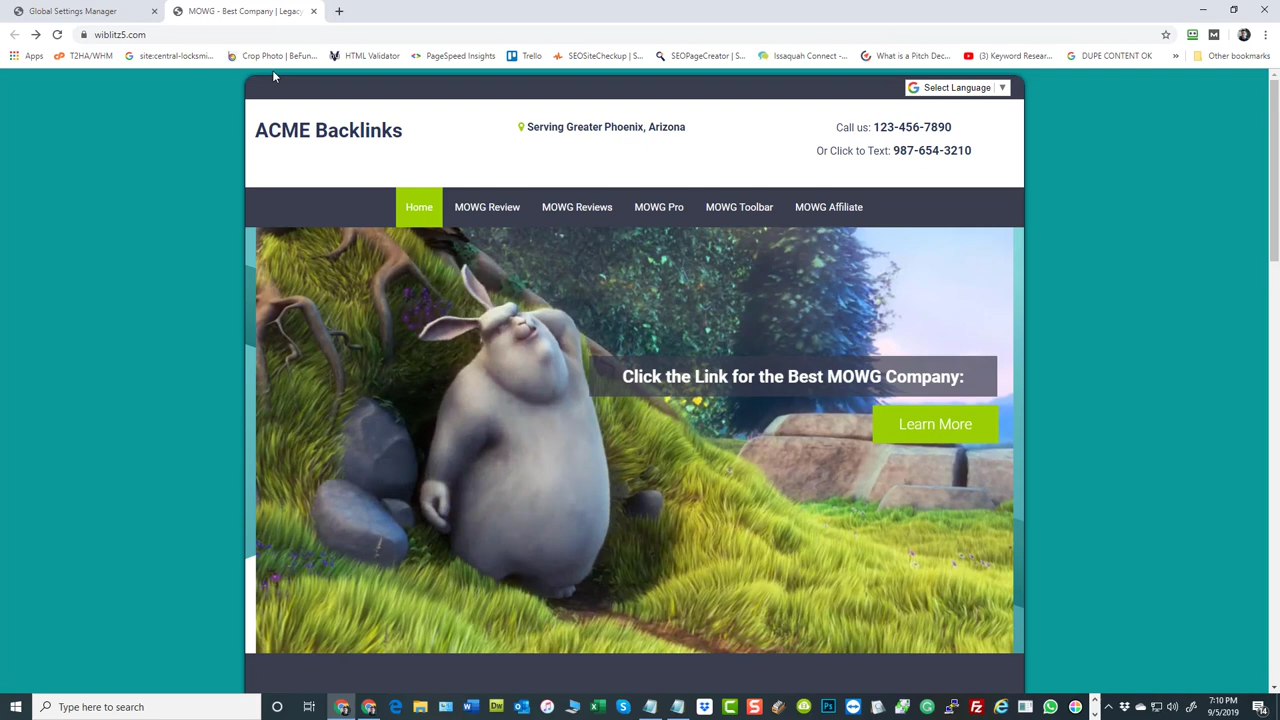 Global Settings Manager
MOWG - Best Company | Legacy
wiblitz5.com
Apps
T2HA/WHM
site:central-locksmi...
Crop Photo | BeFun...
HTML Validator
PageSpeed Insights
Trello
SEOSiteCheckup | S...
SEOPageCreator | S...
Issaquah Connect -...
What is a Pitch Dec...
(3) Keyword Resear...
DUPE CONTENT OK
»
Other bookmarks
Select Language ▼
ACME Backlinks
Serving Greater Phoenix, Arizona
Call us: 123-456-7890
Or Click to Text: 987-654-3210
Home
MOWG Review
MOWG Reviews
MOWG Pro
MOWG Toolbar
MOWG Affiliate
Click the Link for the Best MOWG Company:
Learn More
Type here to search
7:10 PM
9/5/2019